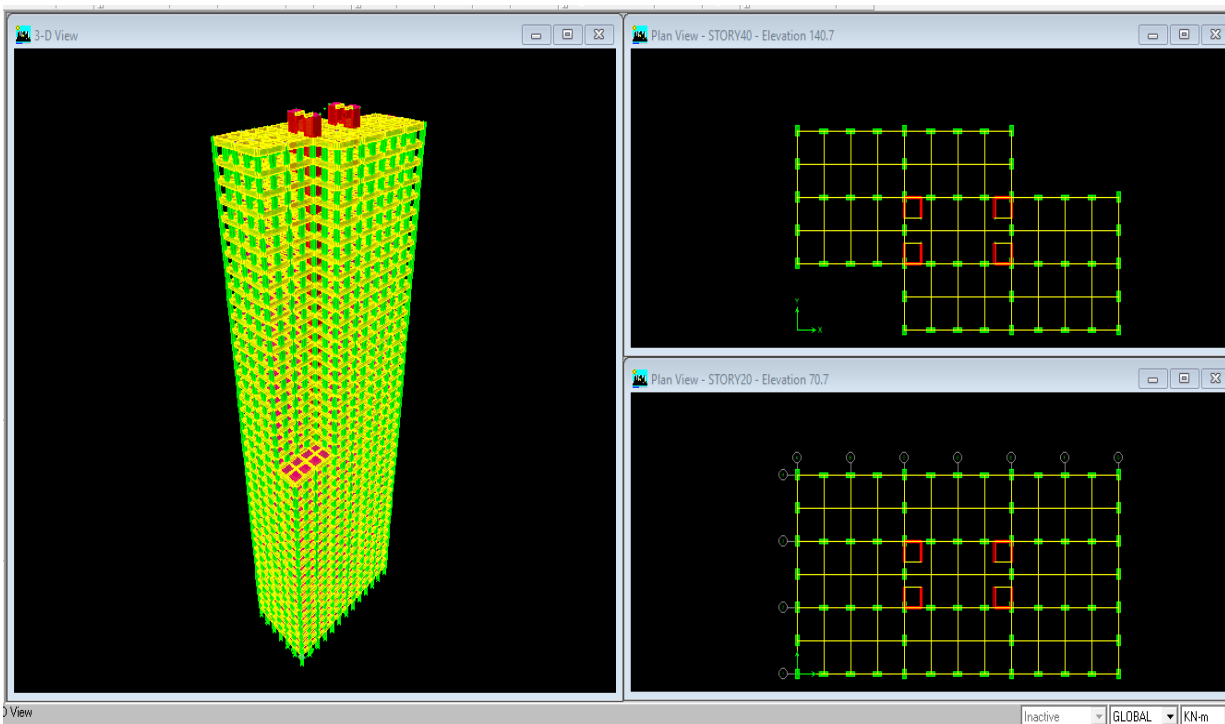 3-D View
Plan View - STORY40 - Elevation 140.7
Y
X
Plan View - STORY20 - Elevation 70.7
D View
Inactive
GLOBAL
KN-m